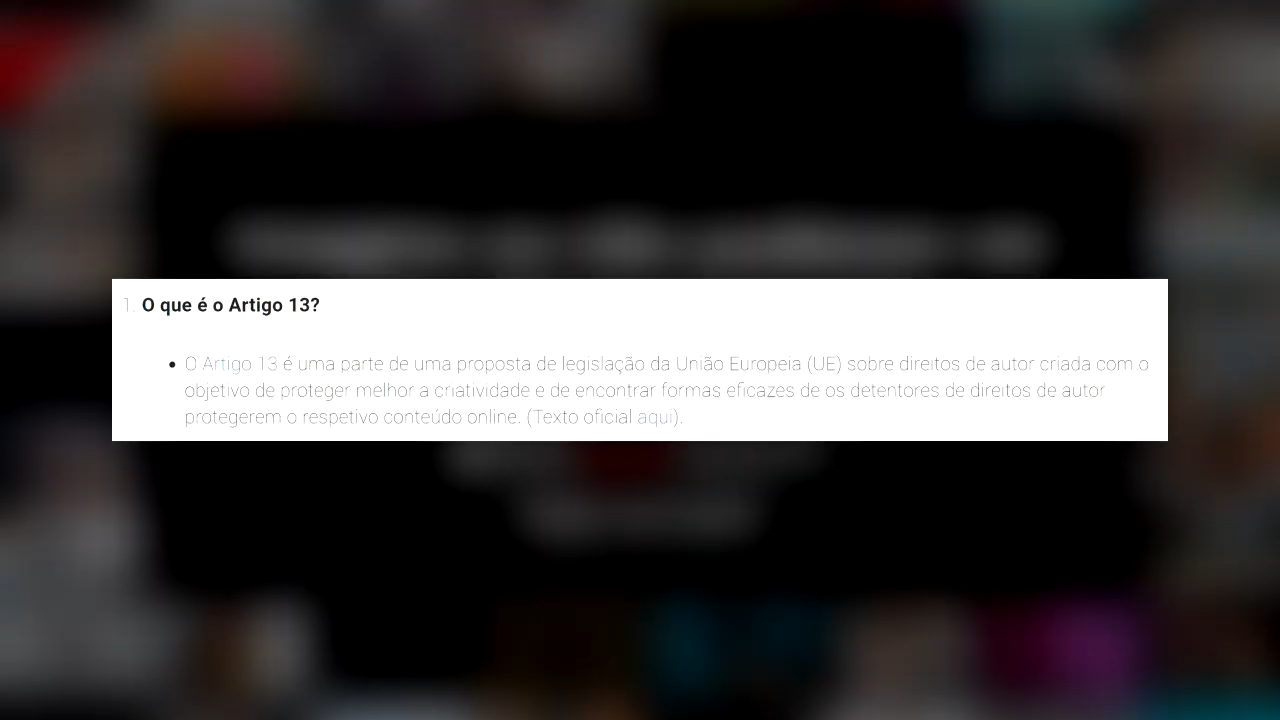 1. O que é o Artigo 13?
• O Artigo 13 é uma parte de uma proposta de legislação da União Europeia (UE) sobre direitos de autor criada com o
objetivo de proteger melhor a criatividade e de encontrar formas eficazes de os detentores de direitos de autor
protegerem o respetivo conteúdo online. (Texto oficial aqui).